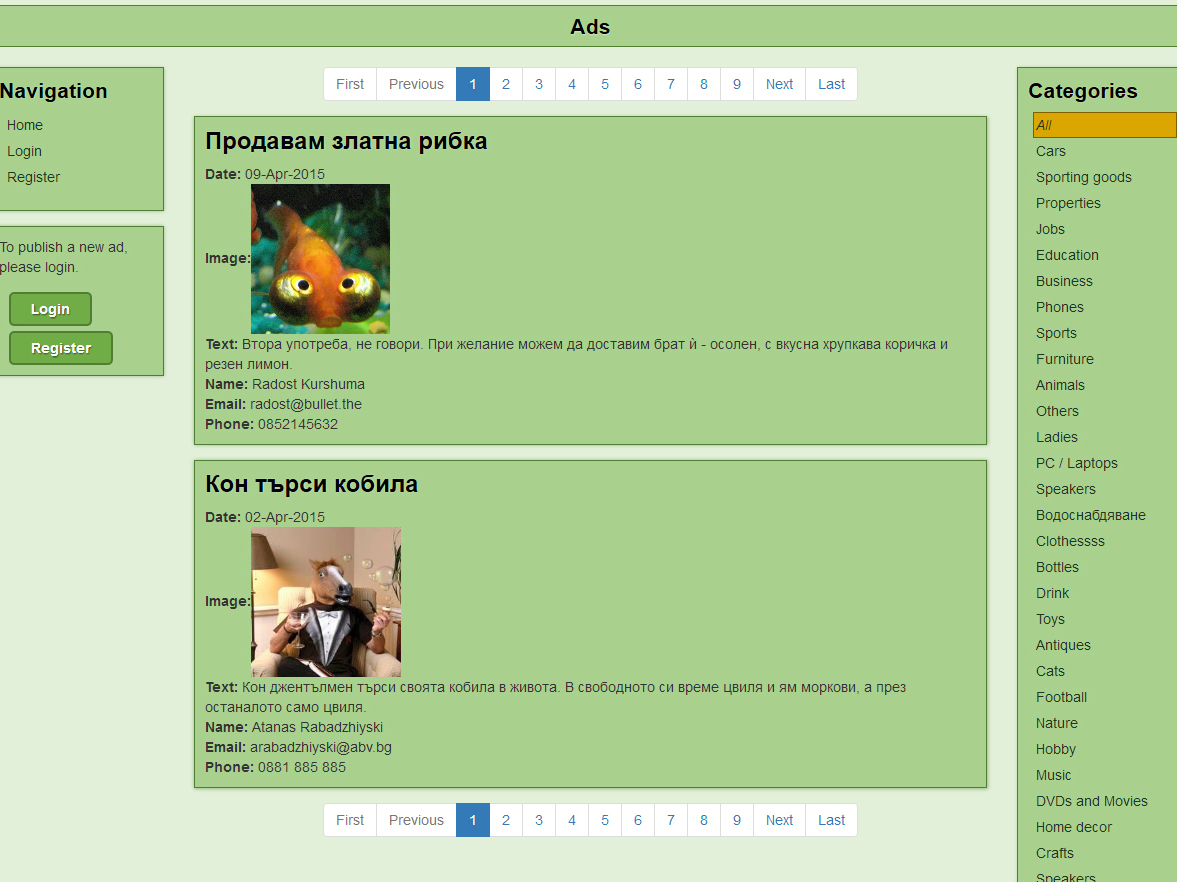 Ads
Navigation
Home
Login
Register
To publish a new ad,
please login.
Login
Register
First Previous 1 2 3 4 5 6 7 8 9 Next Last
Продавам златна рибка
Date: 09-Apr-2015
Image:
Text: Втора употреба, не говори. При желание можем да доставим брат ѝ - осолен, с вкусна хрупкава коричка и
резен лимон.
Name: Radost Kurshuma
Email: radost@bullet.the
Phone: 0852145632
Кон търси кобила
Date: 02-Apr-2015
Image:
Text: Кон джентълмен търси своята кобила в живота. В свободното си време цвиля и ям моркови, а през
останалото само цвиля.
Name: Atanas Rabadzhiyski
Email: arabadzhiyski@abv.bg
Phone: 0881 885 885
First Previous 1 2 3 4 5 6 7 8 9 Next Last
Categories
All
Cars
Sporting goods
Properties
Jobs
Education
Business
Phones
Sports
Furniture
Animals
Others
Ladies
PC / Laptops
Speakers
Водоснабдяване
Clothessss
Bottles
Drink
Toys
Antiques
Cats
Football
Nature
Hobby
Music
DVDs and Movies
Home decor
Crafts
Speakers